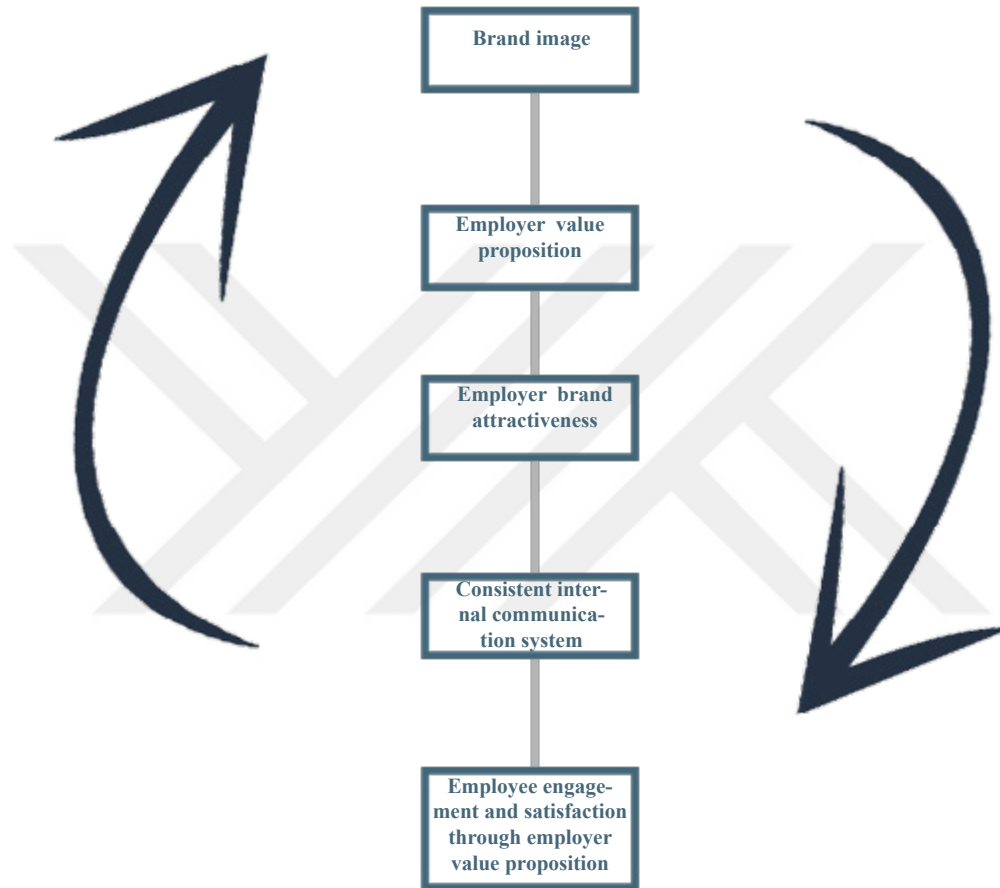 Brand image
Employer value
proposition
Employer brand
attractiveness
Consistent inter-
nal communica-
tion system
Employee engage-
ment and satisfaction
through employer
value proposition